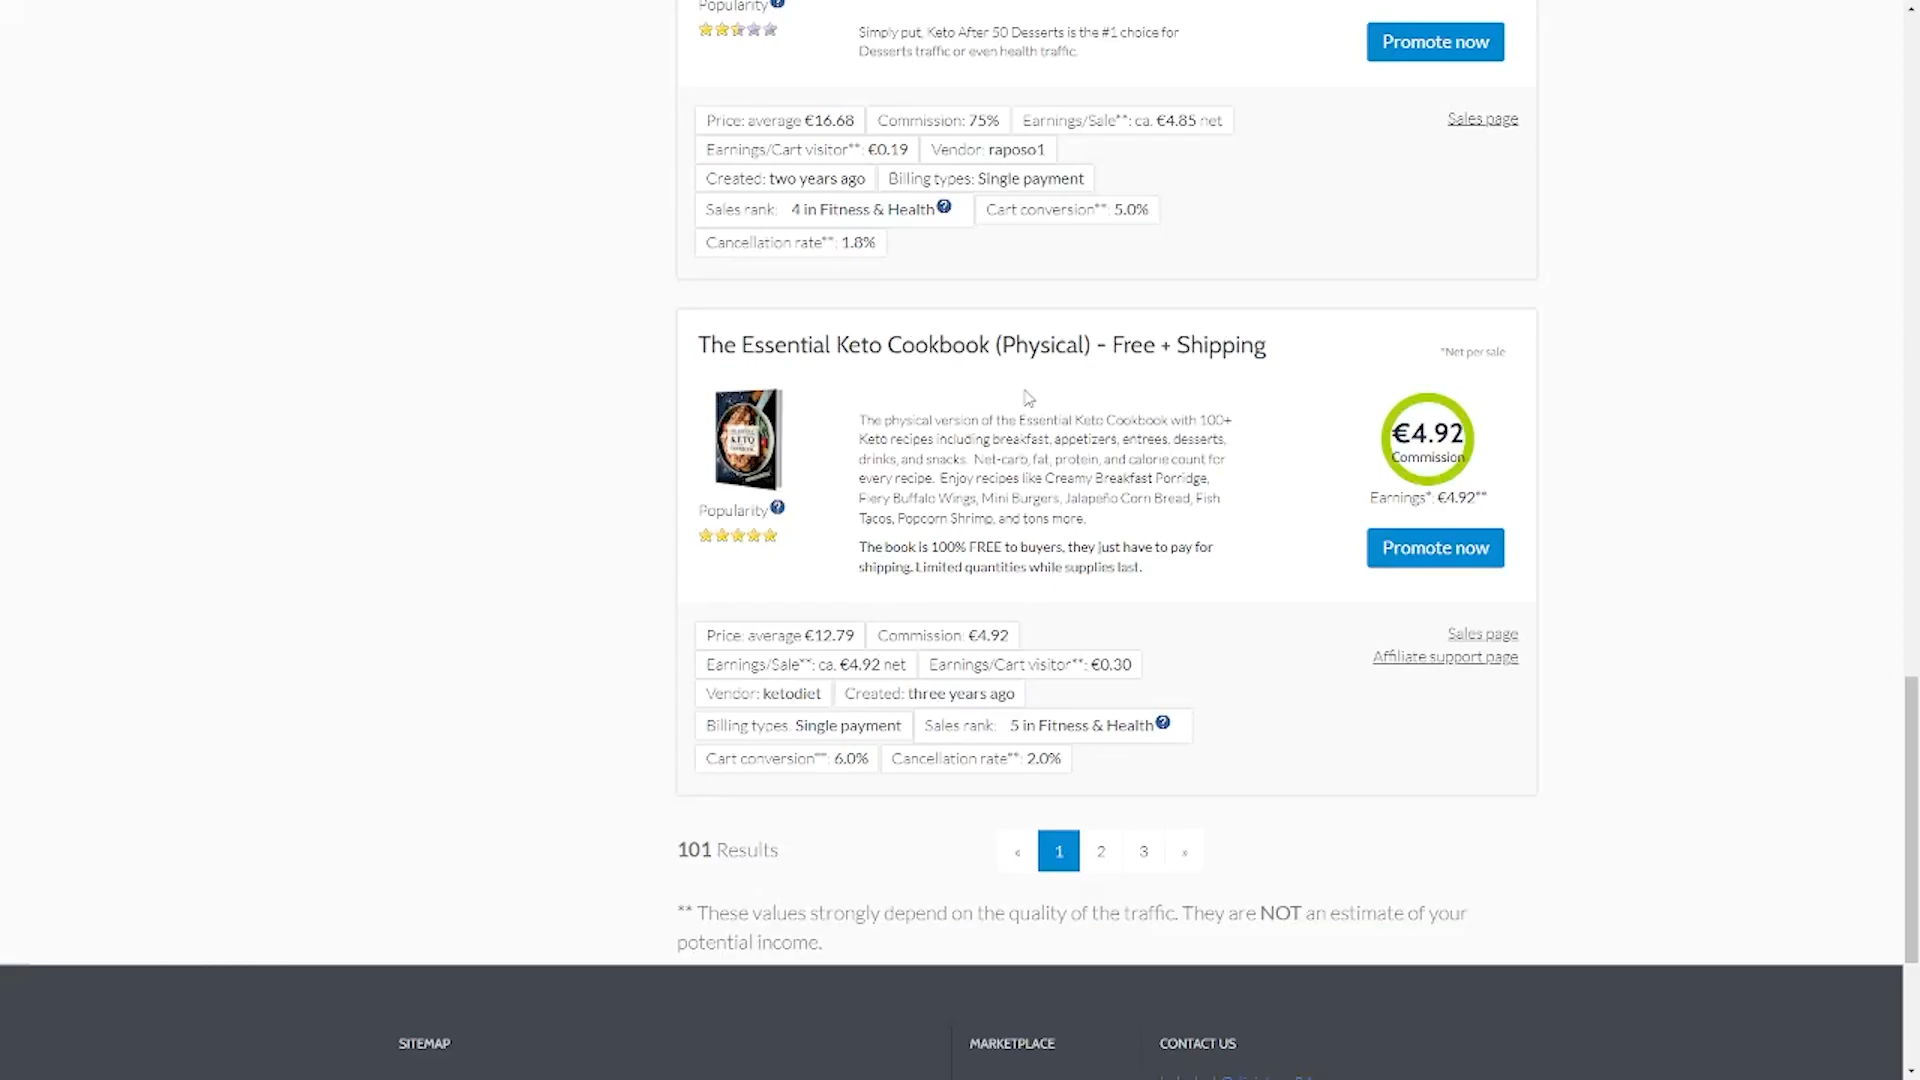 Popularity
Simply put, Keto After 50 Desserts is the #1 choice for
Desserts traffic or even health traffic.
Promote now
Price: average €16.68 Commission: 75% Earnings/Sale**: ca. €4.85 net
Sales page
Earnings/Cart visitor**: €0.19 Vendor: raposo1
Created: two years ago Billing types: Single payment
Sales rank: 4 in Fitness & Health Cart conversion**: 5.0%
Cancellation rate**: 1.8%
The Essential Keto Cookbook (Physical) - Free + Shipping
*Net per sale
The physical version of the Essential Keto Cookbook with 100+
Keto recipes including breakfast, appetizers, entrees, desserts,
drinks, and snacks. Net-carb, fat, protein, and calorie count for
every recipe. Enjoy recipes like Creamy Breakfast Porridge,
Fiery Buffalo Wings, Mini Burgers, Jalapeño Corn Bread, Fish
Tacos, Popcorn Shrimp, and tons more.
The book is 100% FREE to buyers, they just have to pay for
shipping. Limited quantities while supplies last.
KETO
Popularity
€4.92
Commission
Earnings*: €4.92**
Promote now
Price: average €12.79 Commission: €4.92
Sales page
Earnings/Sale**: ca. €4.92 net Earnings/Cart visitor**: €0.30
Affiliate support page
Vendor: ketodiet Created: three years ago
Billing types: Single payment Sales rank: 5 in Fitness & Health
Cart conversion**: 6.0% Cancellation rate**: 2.0%
101 Results
« 1 2 3 »
** These values strongly depend on the quality of the traffic. They are NOT an estimate of your
potential income.
SITEMAP
MARKETPLACE
CONTACT US